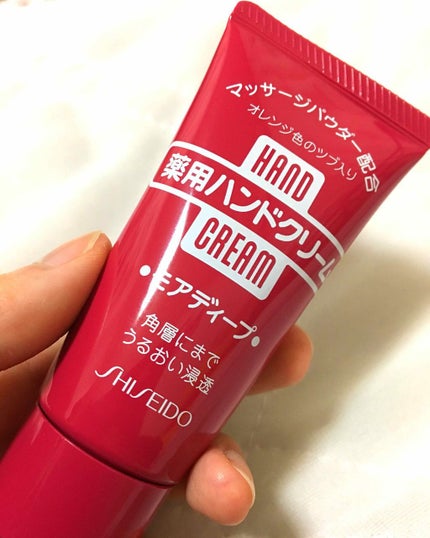 マッサージパウダー配合
オレンジ色のツブ入り
HAND
薬用ハンドクリーム
CREAM
•モアディープ•
角層にまで
うるおい浸透
SHISEIDO